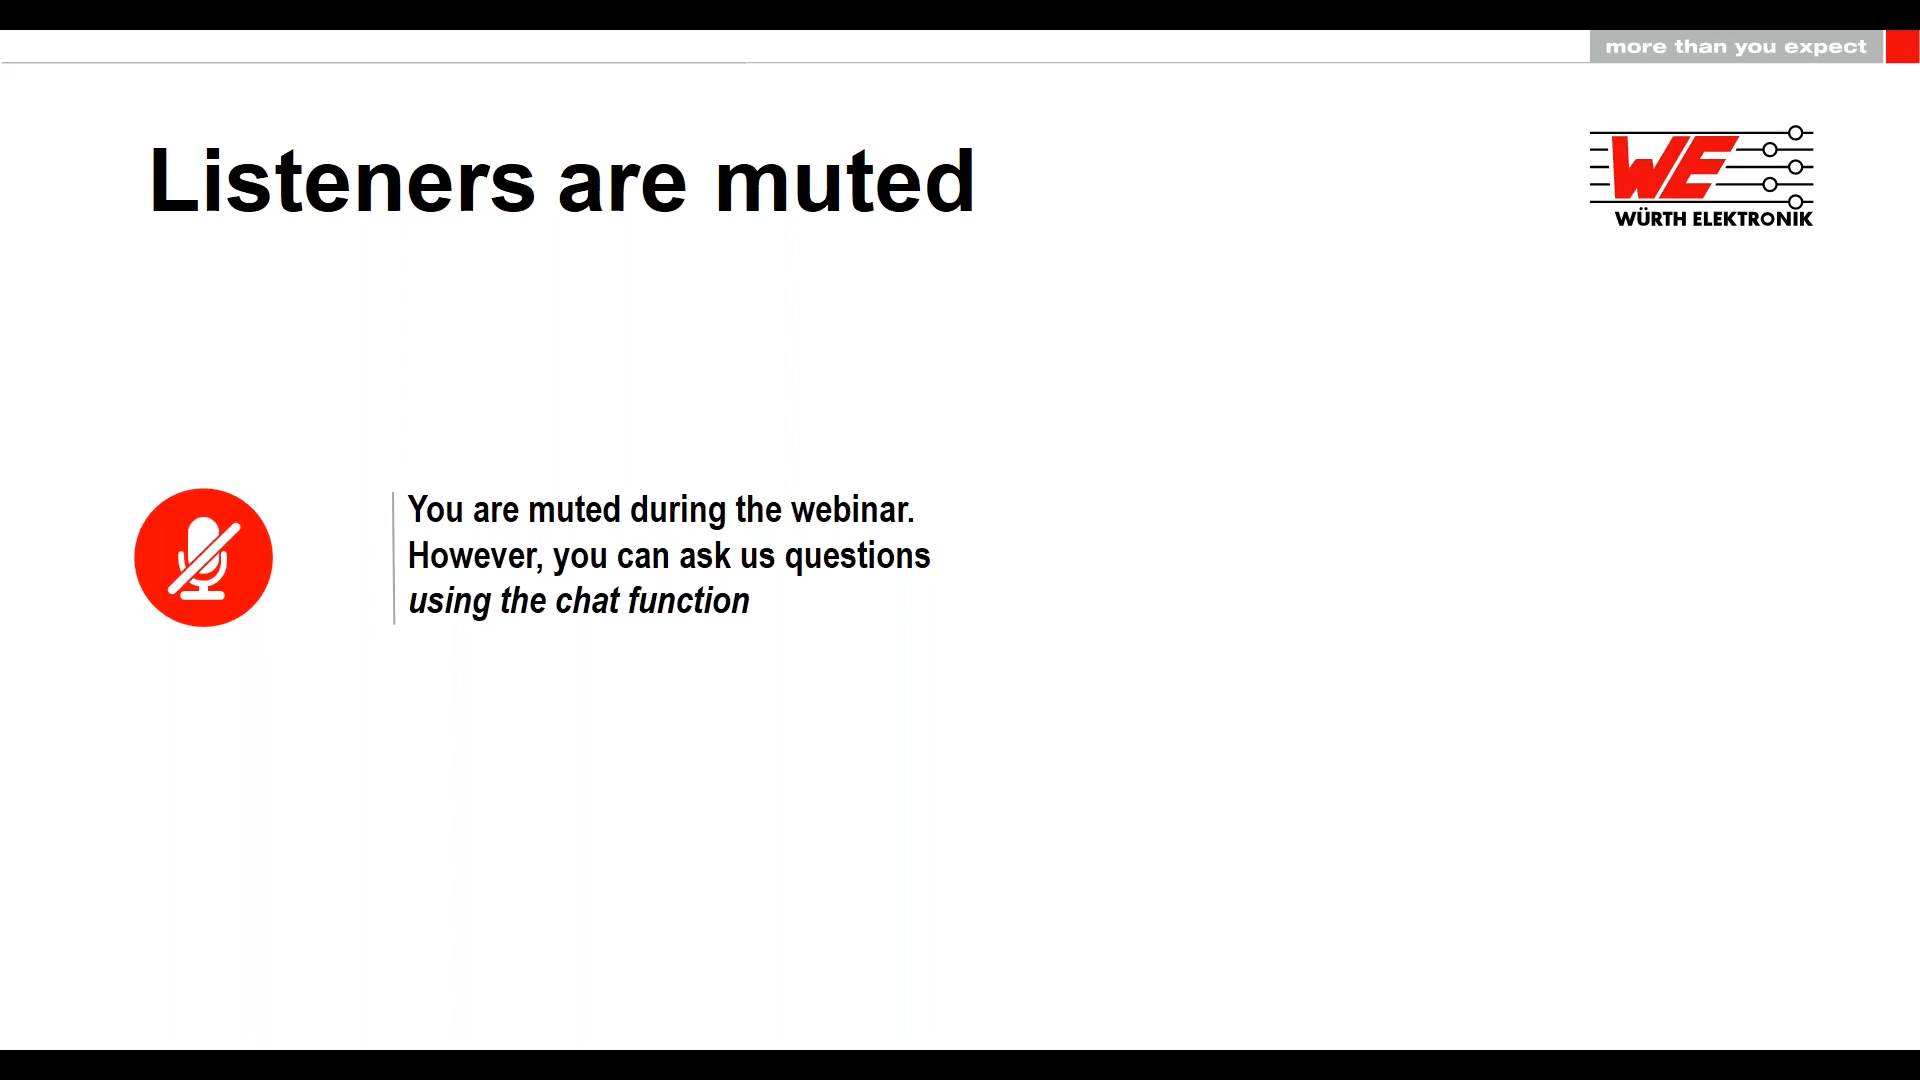 more than you expect
Listeners are muted
WE
WÜRTH ELEKTRONIK
You are muted during the webinar.
However, you can ask us questions
using the chat function